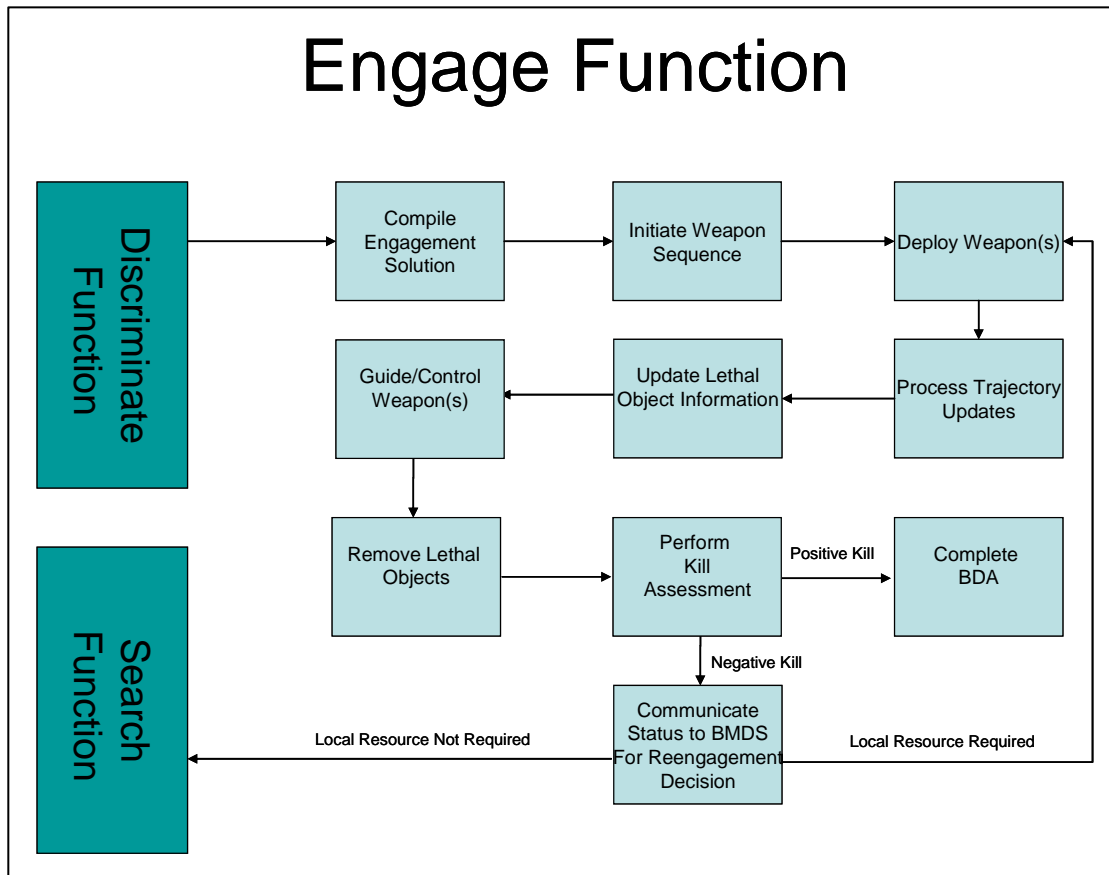 Engage Function
Discriminate
Function
Compile
Engagement
Solution
Initiate Weapon
Sequence
Deploy Weapon(s)
Guide/Control
Weapon(s)
Update Lethal
Object Information
Process Trajectory
Updates
Search
Function
Remove Lethal
Objects
Perform
Kill
Assessment
Positive Kill
Complete
BDA
Negative Kill
Communicate
Status to BMDS
For Reengagement
Decision
Local Resource Not Required
Local Resource Required